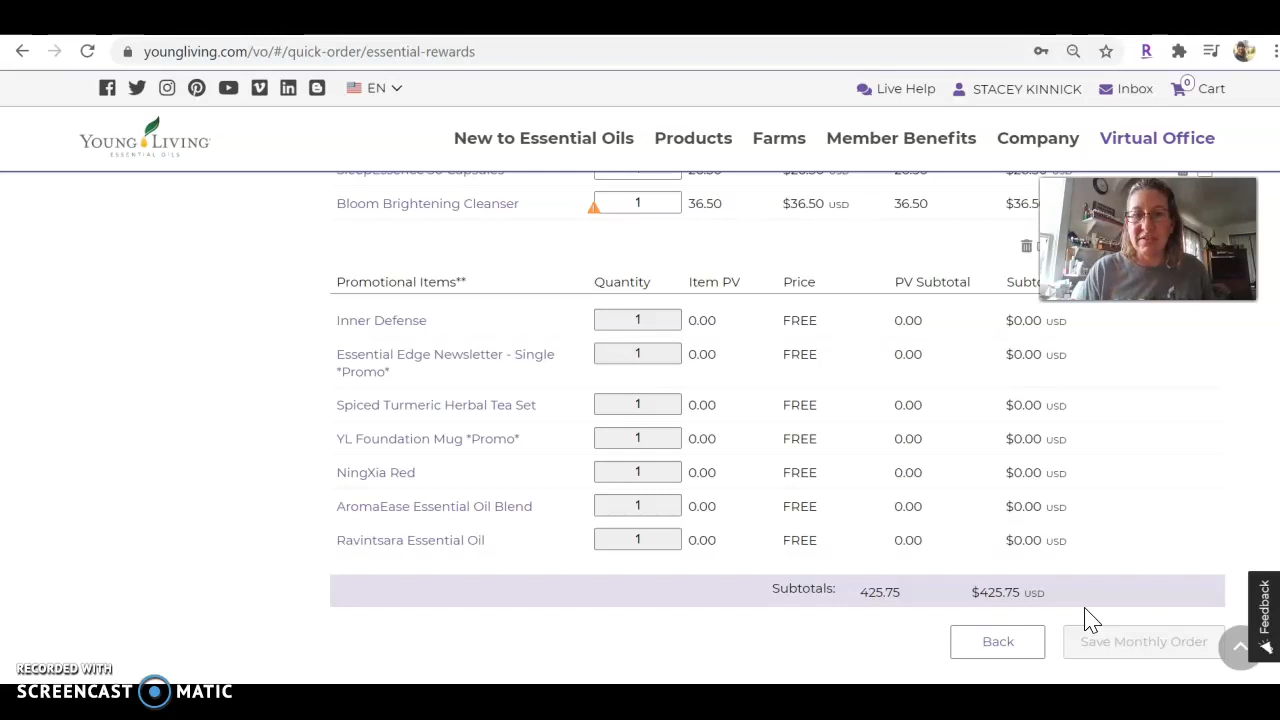 youngliving.com/vo/#/quick-order/essential-rewards
R
EN
Live Help
STACEY KINNICK
Inbox
0
Cart
YOUNG LIVING
ESSENTIAL OILS
New to Essential Oils
Products
Farms
Member Benefits
Company
Virtual Office
Bloom Brightening Cleanser 1 36.50 $36.50 USD 36.50 $36.5
Promotional Items** Quantity Item PV Price PV Subtotal
Inner Defense 1 0.00 FREE 0.00 $0.00 USD
Essential Edge Newsletter - Single 1 0.00 FREE 0.00 $0.00 USD
*Promo*
Spiced Turmeric Herbal Tea Set 1 0.00 FREE 0.00 $0.00 USD
YL Foundation Mug *Promo* 1 0.00 FREE 0.00 $0.00 USD
NingXia Red 1 0.00 FREE 0.00 $0.00 USD
AromaEase Essential Oil Blend 1 0.00 FREE 0.00 $0.00 USD
Ravintsara Essential Oil 1 0.00 FREE 0.00 $0.00 USD
Subtotals: 425.75 $425.75 USD
Back
Save Monthly Order
Feedback
RECORDED WITH
SCREENCAST MATIC